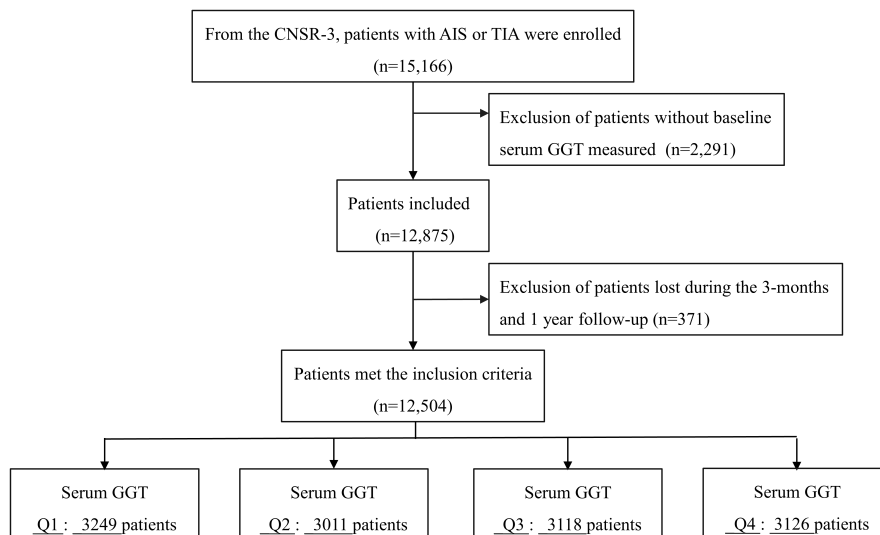 From the CNSR-3, patients with AIS or TIA were enrolled
(n=15,166)
Exclusion of patients without baseline
serum GGT measured (n=2,291)
Patients included
(n=12,875)
Exclusion of patients lost during the 3-months
and 1 year follow-up (n=371)
Patients met the inclusion criteria
(n=12,504)
Serum GGT
Q1 : 3249 patients
Serum GGT
Q2 : 3011 patients
Serum GGT
Q3 : 3118 patients
Serum GGT
Q4 : 3126 patients